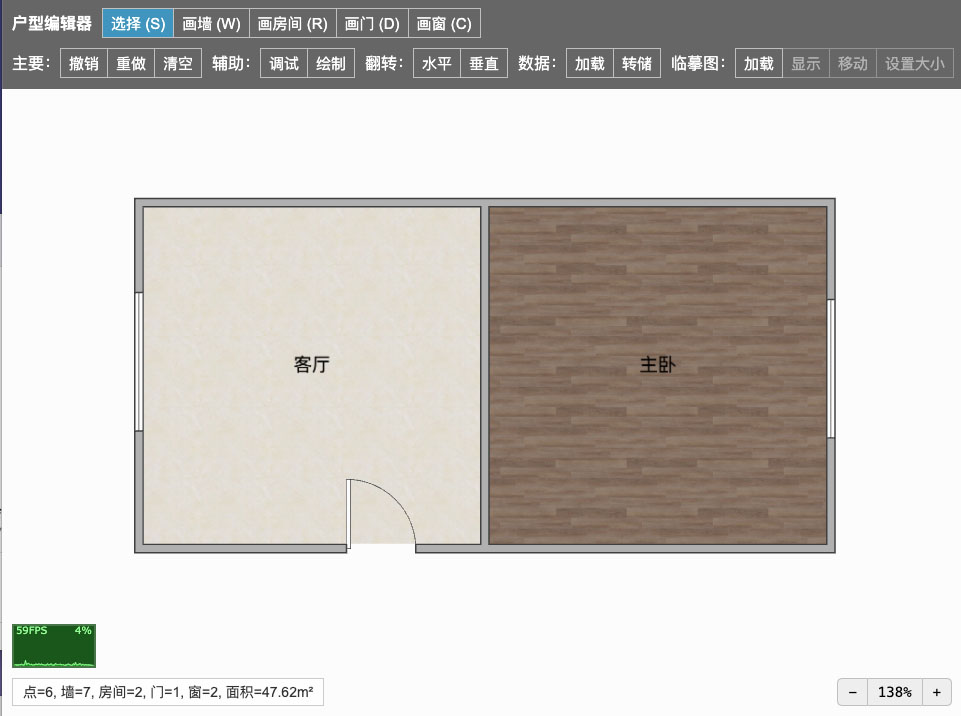 户型编辑器 选择 (S) 画墙 (W) 画房间 (R) 画门 (D) 画窗 (C)
主要: 撤销 重做 清空 辅助: 调试 绘制 翻转: 水平 垂直 数据: 加载 转储 临摹图: 加载 显示 移动 设置大小
客厅 主卧
59FPS 4%
点=6, 墙=7, 房间=2, 门=1, 窗=2, 面积=47.62m² − 138% +